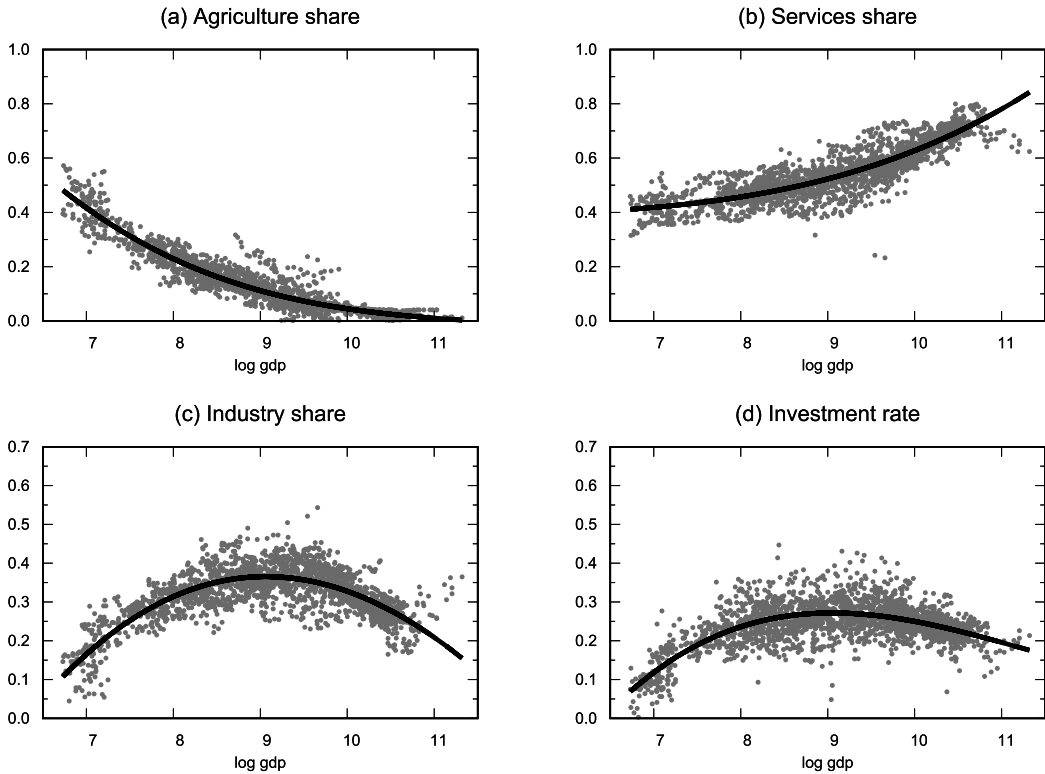 (a) Agriculture share
1.0
0.8
0.6
0.4
0.2
0.0
7 8 9 10 11
log gdp
(b) Services share
1.0
0.8
0.6
0.4
0.2
0.0
7 8 9 10 11
log gdp
(c) Industry share
0.7
0.6
0.5
0.4
0.3
0.2
0.1
0.0
7 8 9 10 11
log gdp
(d) Investment rate
0.7
0.6
0.5
0.4
0.3
0.2
0.1
0.0
7 8 9 10 11
log gdp